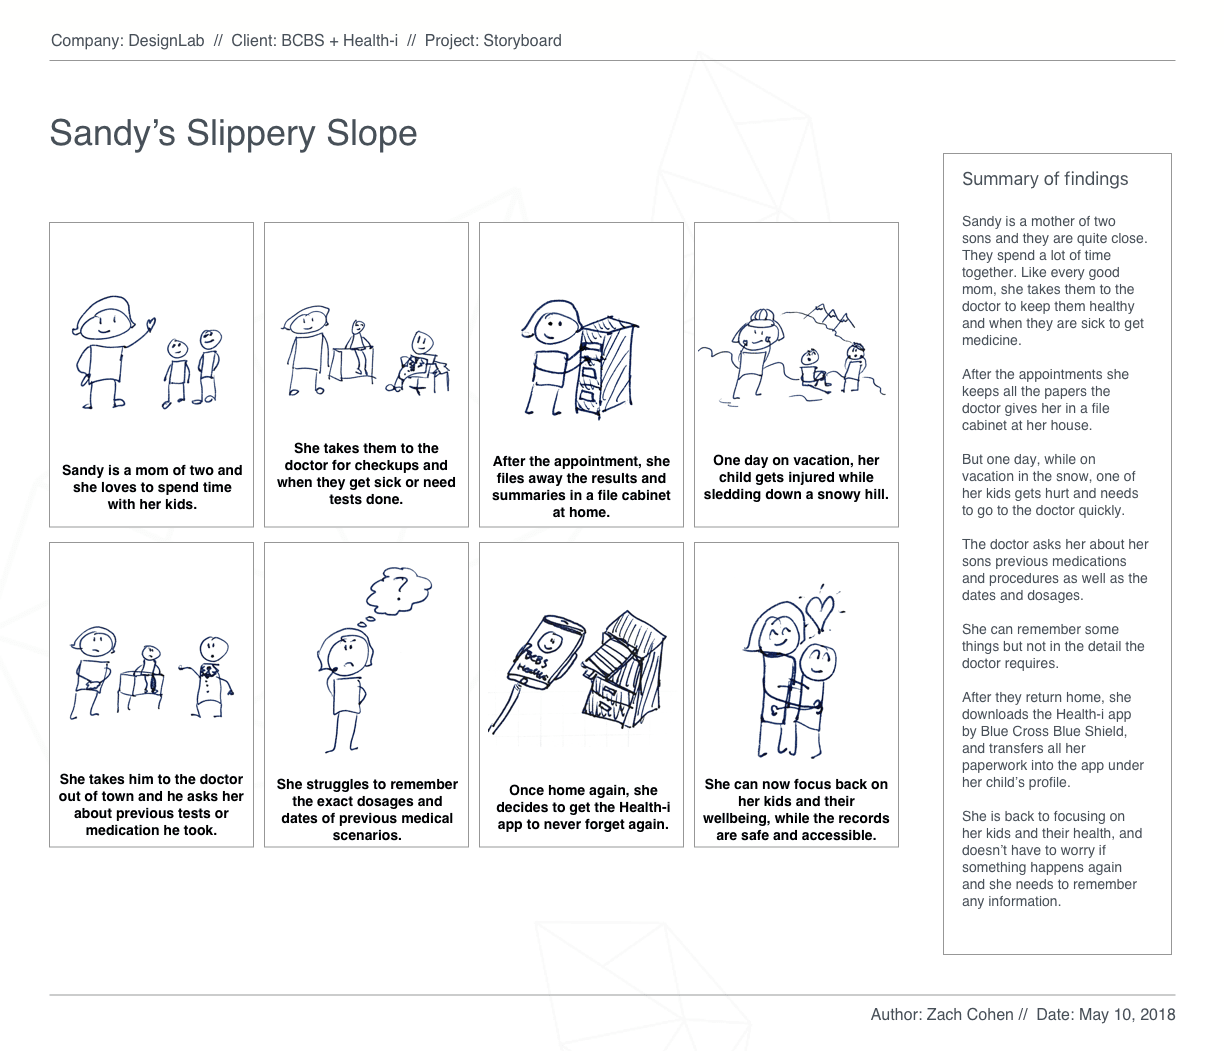 Company: DesignLab // Client: BCBS + Health-i // Project: Storyboard
Sandy's Slippery Slope
Sandy is a mom of two and
she loves to spend time
with her kids.
She takes them to the
doctor for checkups and
when they get sick or need
tests done.
After the appointment, she
files away the results and
summaries in a file cabinet
at home.
One day on vacation, her
child gets injured while
sledding down a snowy hill.
She takes him to the doctor
out of town and he asks her
about previous tests or
medication he took.
?
She struggles to remember
the exact dosages and
dates of previous medical
scenarios.
BCBS
Health-i
Once home again, she
decides to get the Health-i
app to never forget again.
She can now focus back on
her kids and their
wellbeing, while the records
are safe and accessible.
Summary of findings
Sandy is a mother of two
sons and they are quite close.
They spend a lot of time
together. Like every good
mom, she takes them to the
doctor to keep them healthy
and when they are sick to get
medicine.
After the appointments she
keeps all the papers the
doctor gives her in a file
cabinet at her house.
But one day, while on
vacation in the snow, one of
her kids gets hurt and needs
to go to the doctor quickly.
The doctor asks her about her
sons previous medications
and procedures as well as the
dates and dosages.
She can remember some
things but not in the detail the
doctor requires.
After they return home, she
downloads the Health-i app
by Blue Cross Blue Shield,
and transfers all her
paperwork into the app under
her child's profile.
She is back to focusing on
her kids and their health, and
doesn't have to worry if
something happens again
and she needs to remember
any information.
Author: Zach Cohen // Date: May 10, 2018